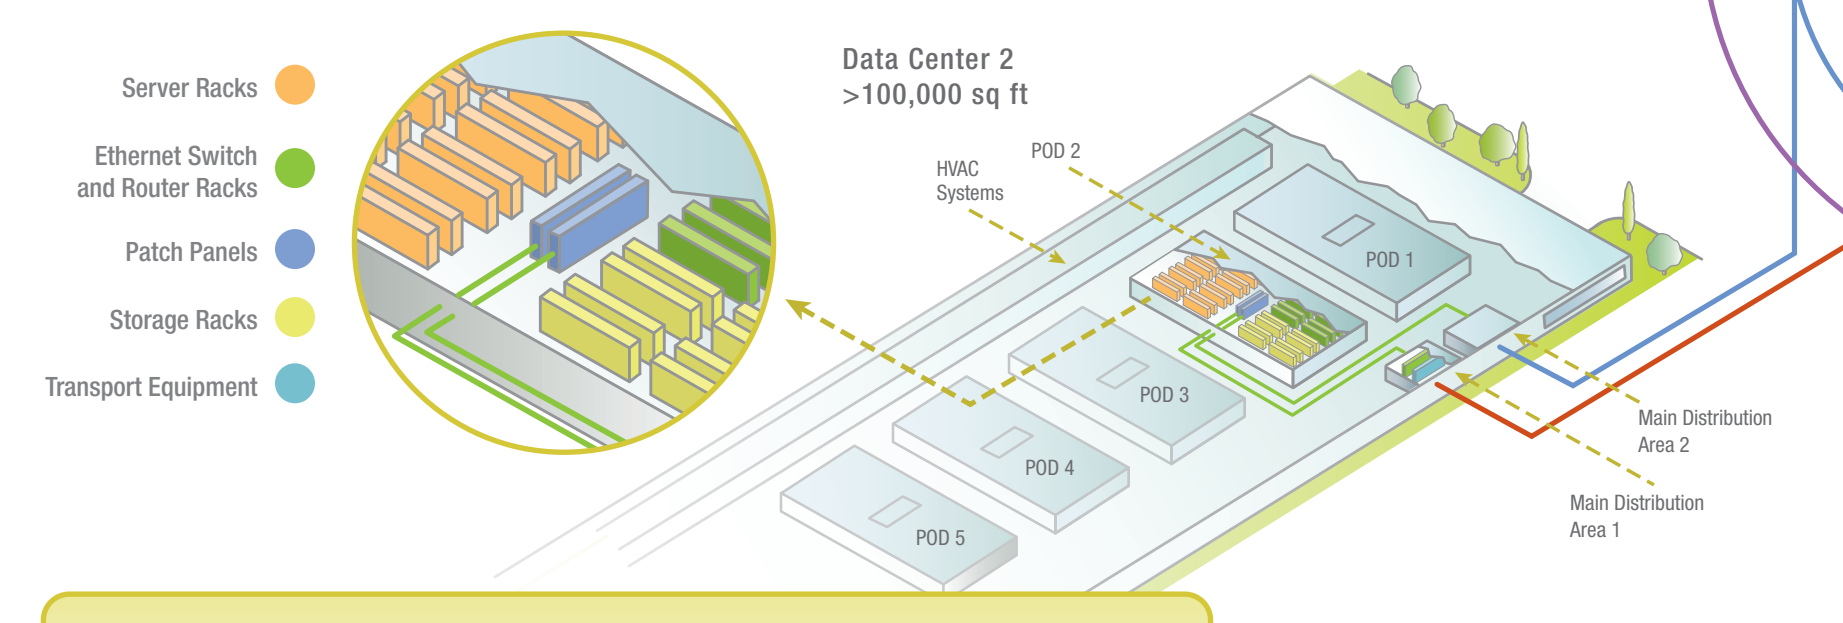 Server Racks
Ethernet Switch
and Router Racks
Patch Panels
Storage Racks
Transport Equipment
Data Center 2
>100,000 sq ft
HVAC
Systems
POD 2
POD 1
POD 3
POD 4
POD 5
Main Distribution
Area 2
Main Distribution
Area 1